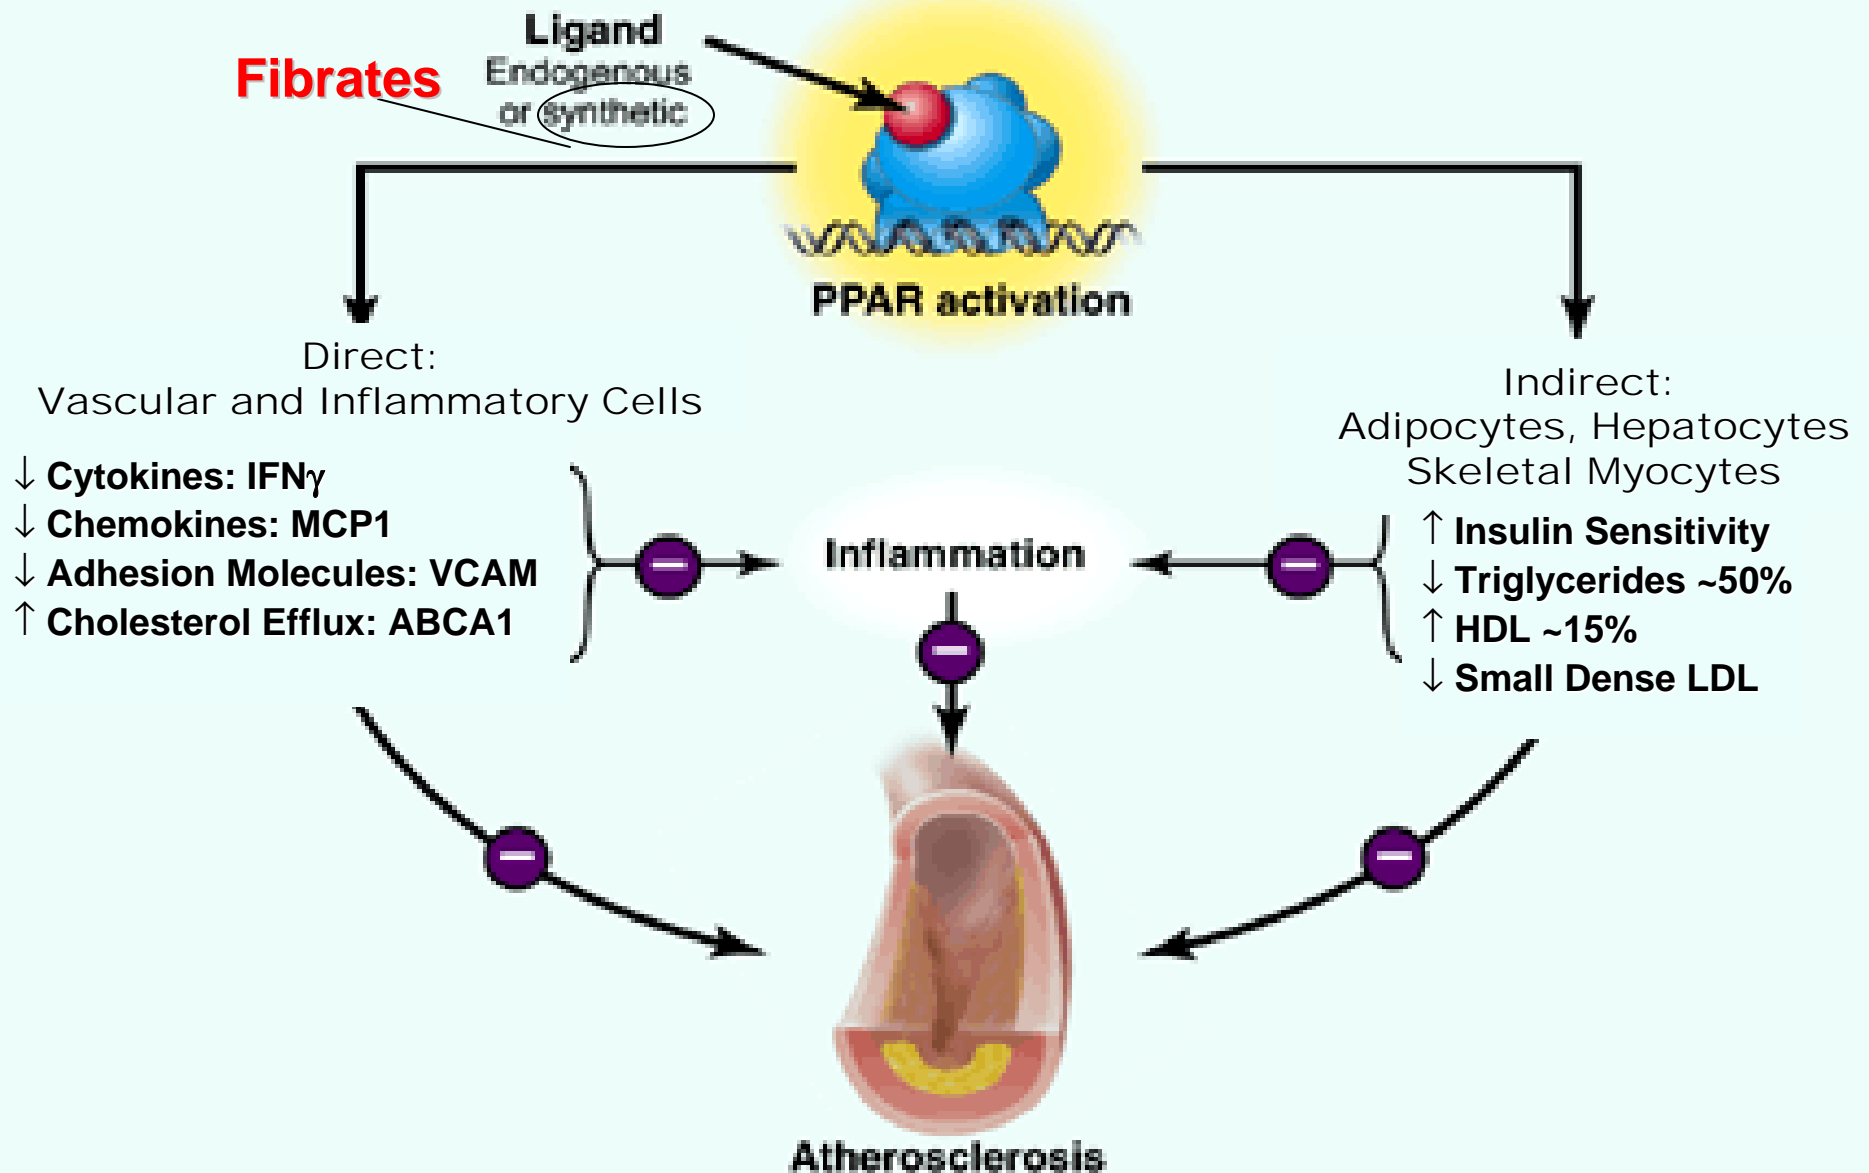 Ligand
Endogenous
or synthetic
Fibrates
PPAR activation
Direct:
Vascular and Inflammatory Cells
↓ Cytokines: IFNγ
↓ Chemokines: MCP1
↓ Adhesion Molecules: VCAM
↑ Cholesterol Efflux: ABCA1
Inflammation
Indirect:
Adipocytes, Hepatocytes
Skeletal Myocytes
↑ Insulin Sensitivity
↓ Triglycerides ~50%
↑ HDL ~15%
↓ Small Dense LDL
Atherosclerosis